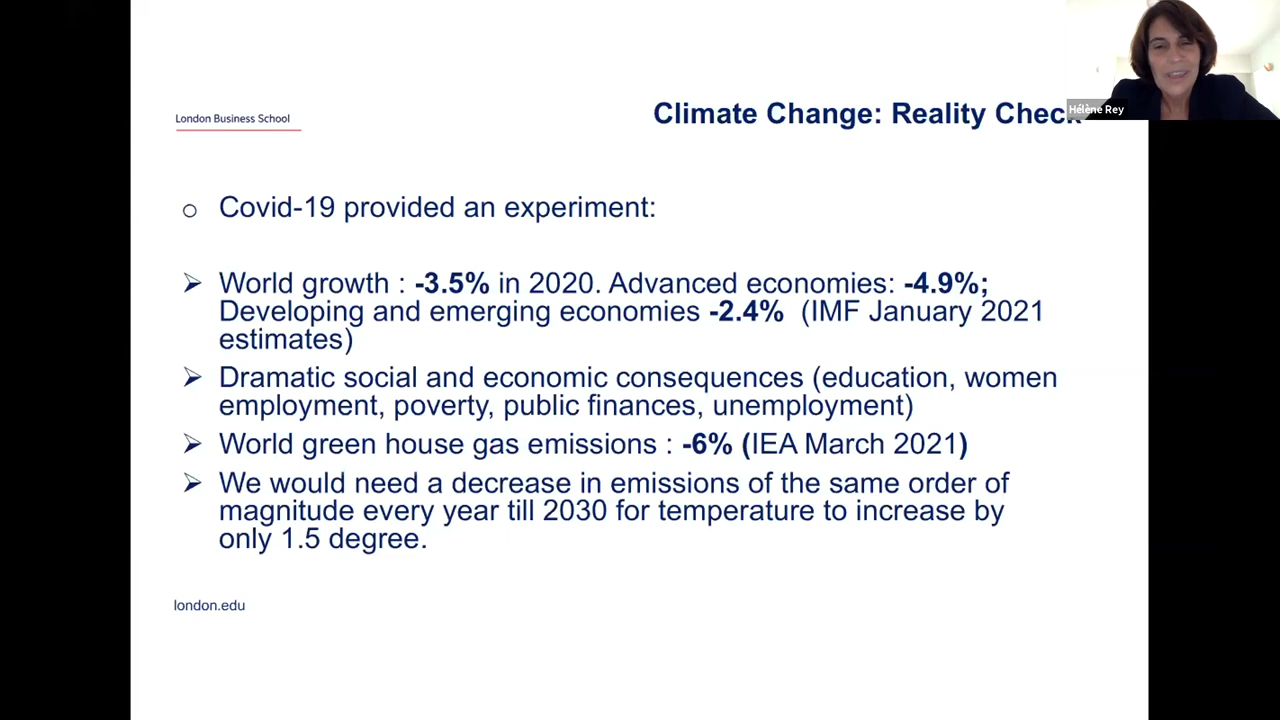 London Business School
Climate Change: Reality Check
Hélène Rey
o Covid-19 provided an experiment:
➢ World growth : -3.5% in 2020. Advanced economies: -4.9%;
Developing and emerging economies -2.4% (IMF January 2021
estimates)
➢ Dramatic social and economic consequences (education, women
employment, poverty, public finances, unemployment)
➢ World green house gas emissions : -6% (IEA March 2021)
➢ We would need a decrease in emissions of the same order of
magnitude every year till 2030 for temperature to increase by
only 1.5 degree.
london.edu